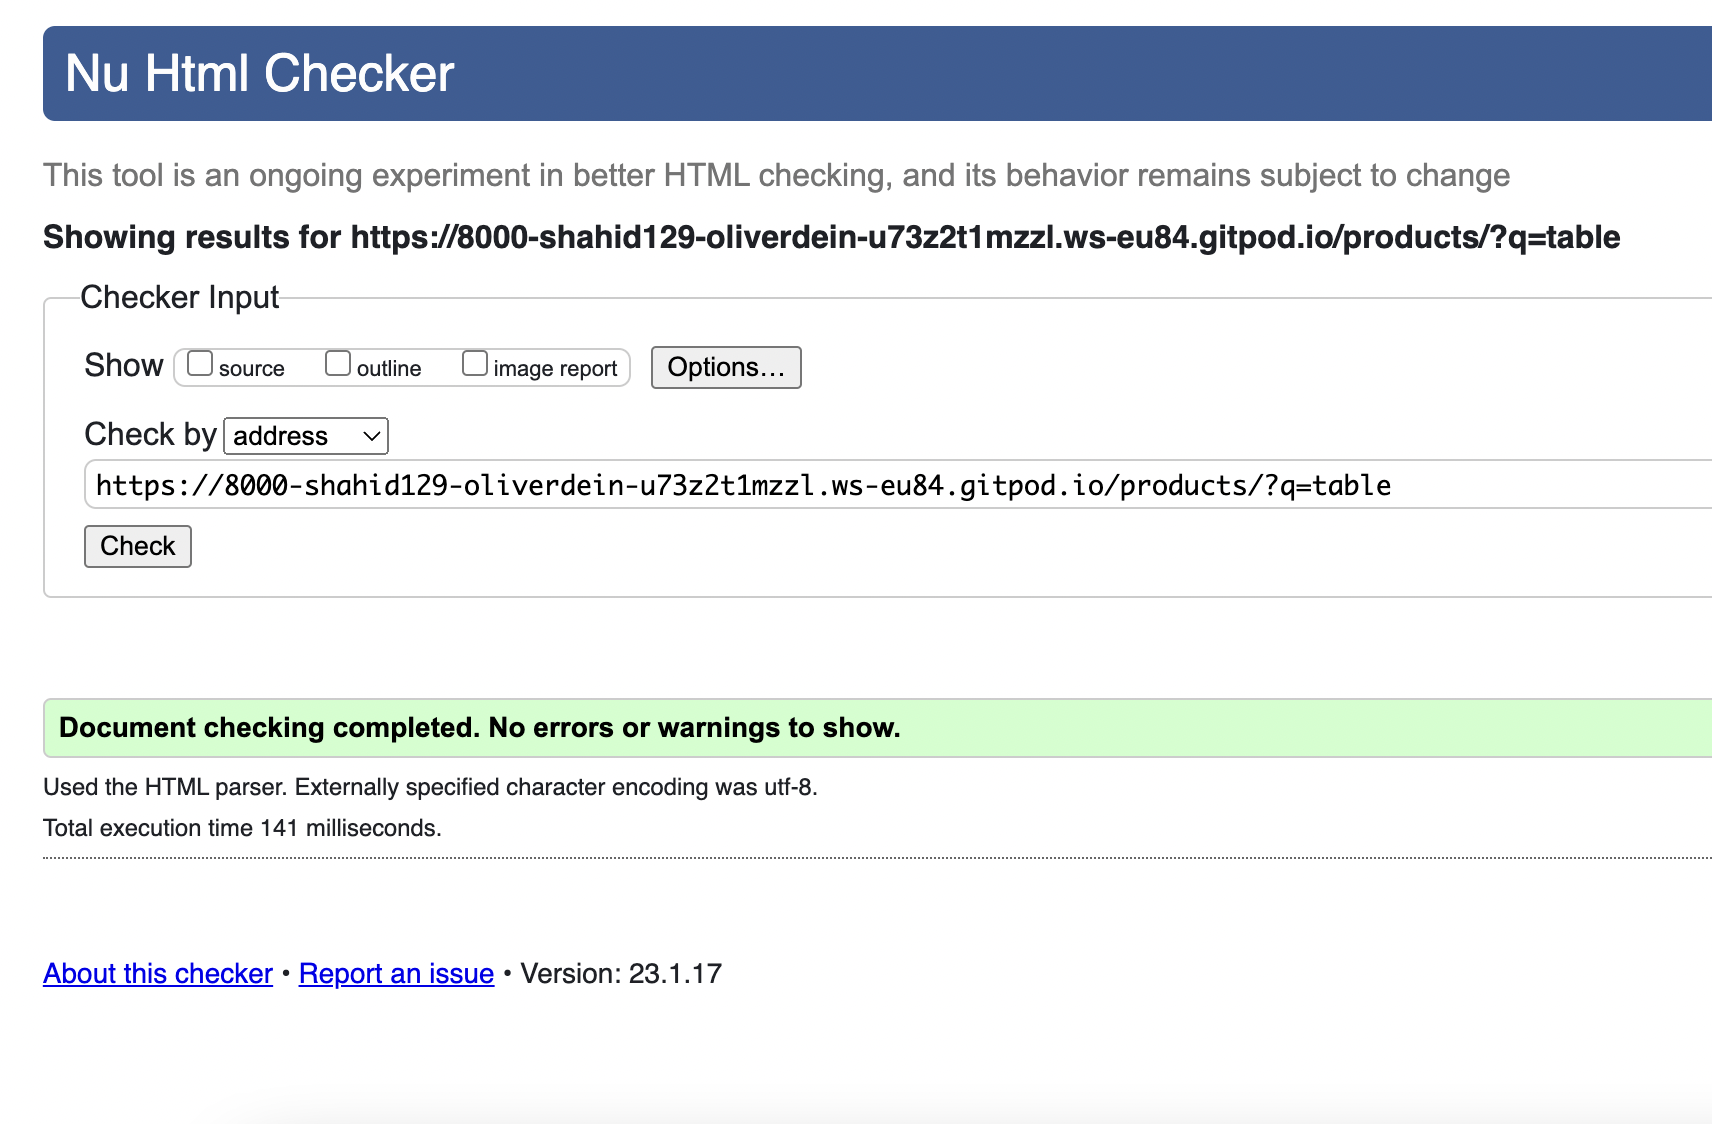 Nu Html Checker
This tool is an ongoing experiment in better HTML checking, and its behavior remains subject to change
Showing results for https://8000-shahid129-oliverdein-u73z2t1mzzl.ws-eu84.gitpod.io/products/?q=table
Checker Input
Show source outline image report Options...
Check by address
https://8000-shahid129-oliverdein-u73z2t1mzzl.ws-eu84.gitpod.io/products/?q=table
Check
Document checking completed. No errors or warnings to show.
Used the HTML parser. Externally specified character encoding was utf-8.
Total execution time 141 milliseconds.
About this checker • Report an issue • Version: 23.1.17